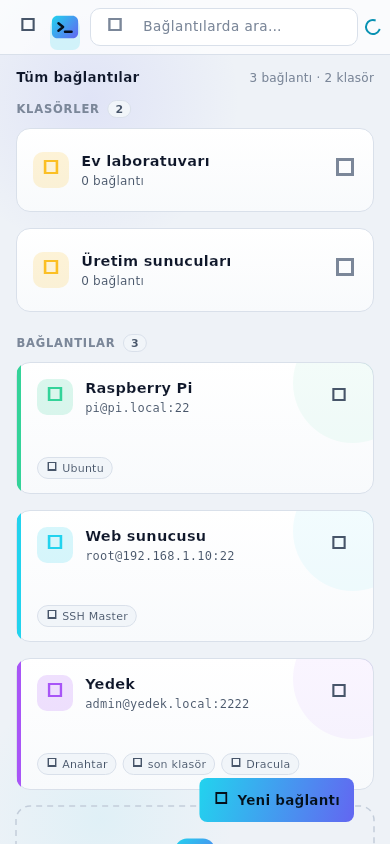 Bağlantılarda ara...
Tüm bağlantılar
3 bağlantı · 2 klasör
KLASÖRLER 2
Ev laboratuvarı
0 bağlantı
Üretim sunucuları
0 bağlantı
BAĞLANTILAR 3
Raspberry Pi
pi@pi.local:22
Ubuntu
Web sunucusu
root@192.168.1.10:22
SSH Master
Yedek
admin@yedek.local:2222
Anahtar son klasör Dracula
Yeni bağlantı